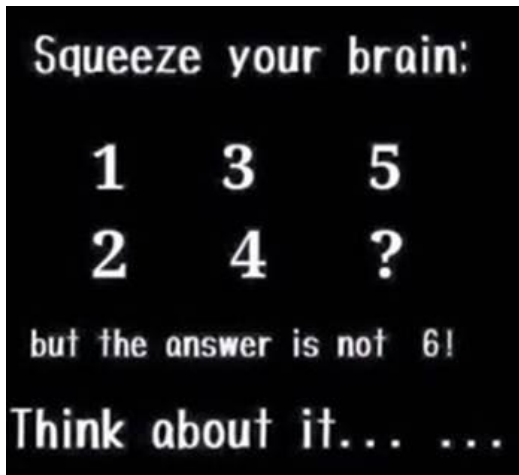 Squeeze your brain:
1 3 5
2 4 ?
but the answer is not 6!
Think about it... ...